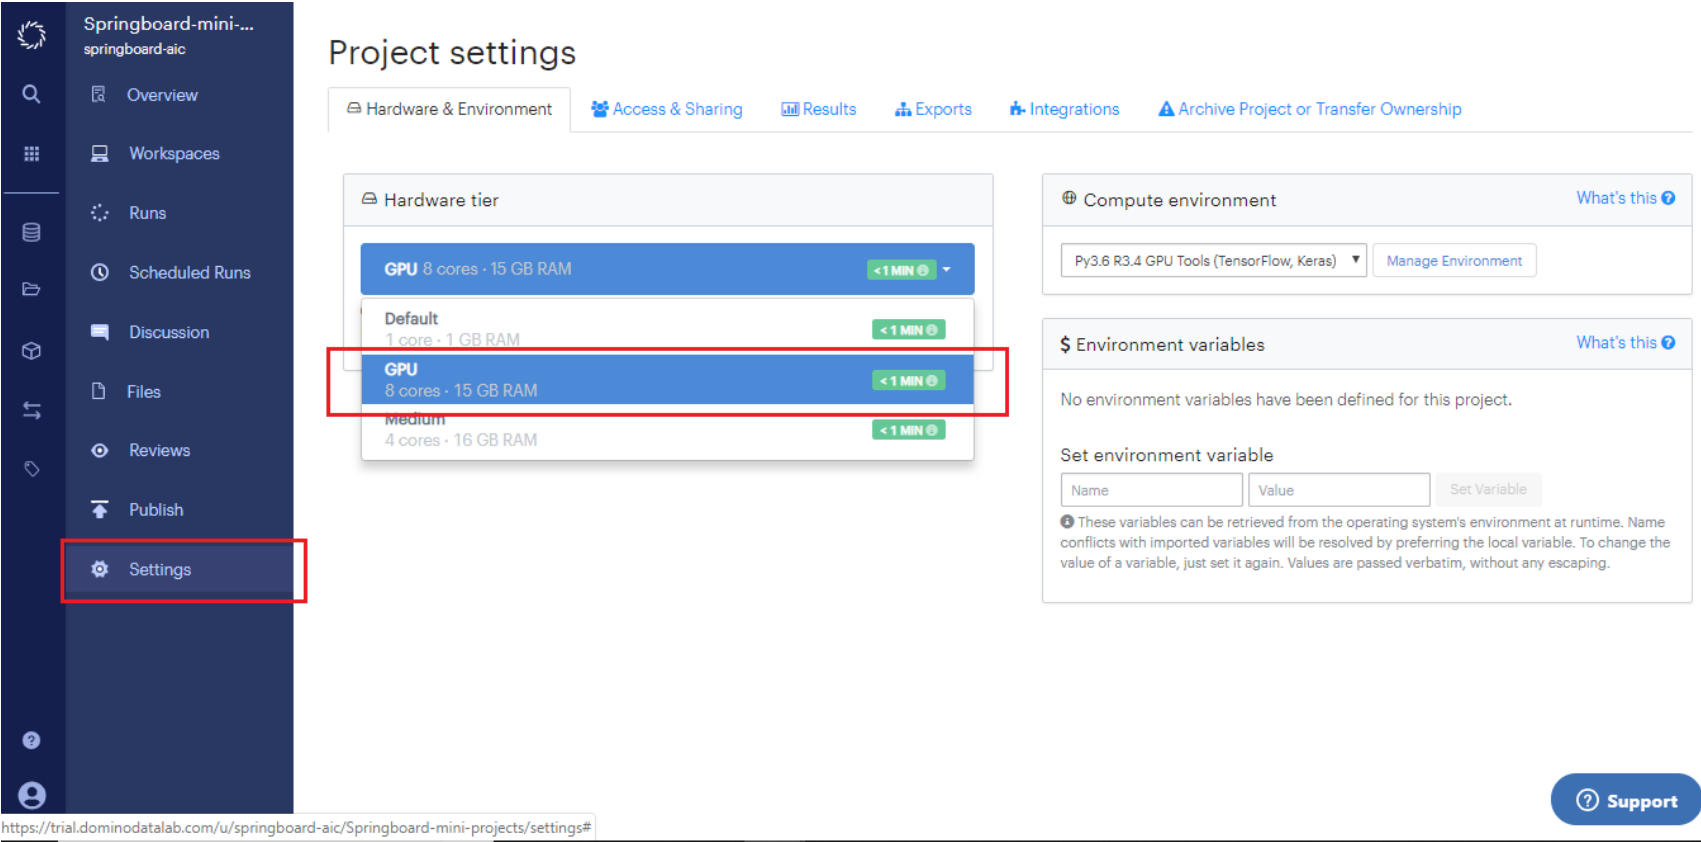 Springboard-mini-...
springboard-aic
Overview
Workspaces
Runs
Scheduled Runs
Discussion
Files
Reviews
Publish
Settings
Project settings
Hardware & Environment
Access & Sharing
Results
Exports
Integrations
Archive Project or Transfer Ownership
Hardware tier
GPU 8 cores · 15 GB RAM
< 1 MIN
Default
1 core · 1 GB RAM
< 1 MIN
GPU
8 cores · 15 GB RAM
< 1 MIN
Medium
4 cores · 16 GB RAM
< 1 MIN
Compute environment
What's this
Py3.6 R3.4 GPU Tools (TensorFlow, Keras)
Manage Environment
$ Environment variables
What's this
No environment variables have been defined for this project.
Set environment variable
Name
Value
Set Variable
These variables can be retrieved from the operating system's environment at runtime. Name
conflicts with imported variables will be resolved by preferring the local variable. To change the
value of a variable, just set it again. Values are passed verbatim, without any escaping.
Support
https://trial.dominodatalab.com/u/springboard-aic/Springboard-mini-projects/settings#